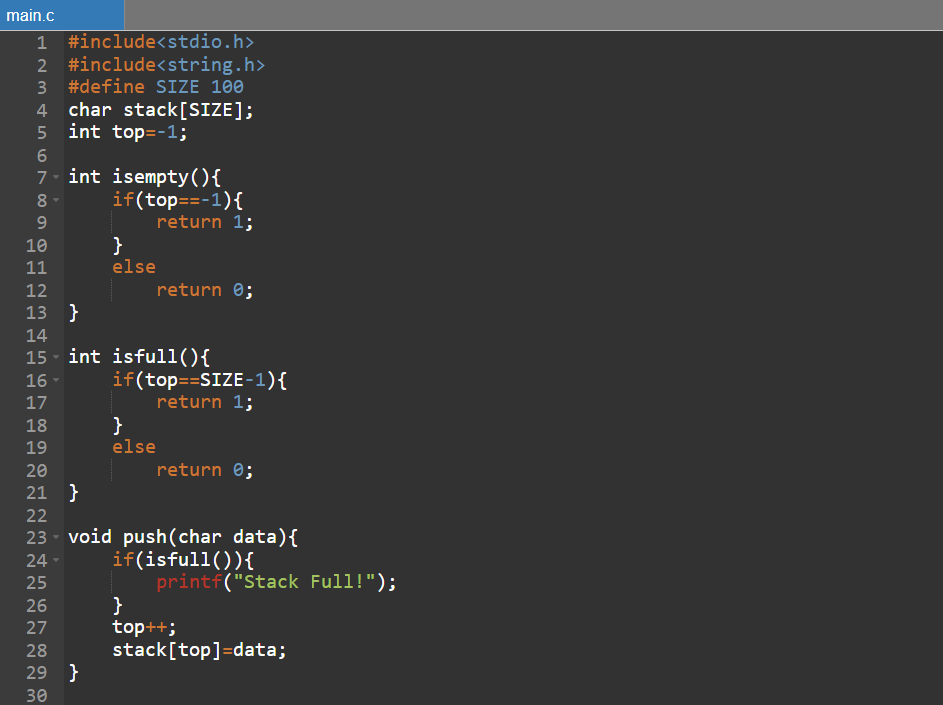 main.c
1 #include<stdio.h>
2 #include<string.h>
3 #define SIZE 100
4 char stack[SIZE];
5 int top=-1;
6
7 int isempty(){
8     if(top==-1){
9         return 1;
10     }
11     else
12         return 0;
13 }
14
15 int isfull(){
16     if(top==SIZE-1){
17         return 1;
18     }
19     else
20         return 0;
21 }
22
23 void push(char data){
24     if(isfull()){
25         printf("Stack Full!");
26     }
27     top++;
28     stack[top]=data;
29 }
30